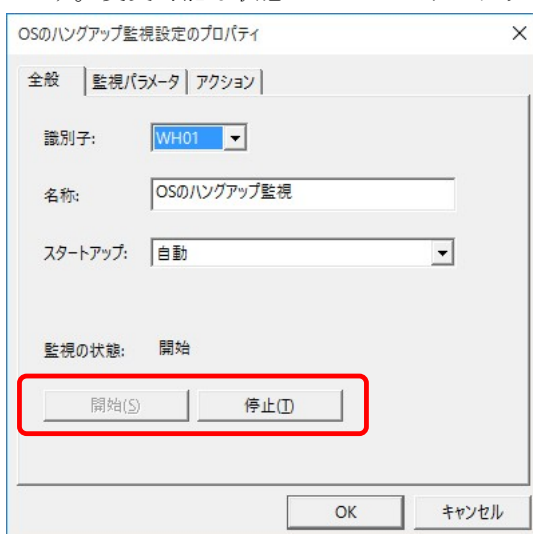 OSのハングアップ監視設定のプロパティ
全般 監視パラメータ アクション
識別子: WH01
名称: OSのハングアップ監視
スタートアップ: 自動
監視の状態: 開始
開始(S) 停止(T)
OK キャンセル